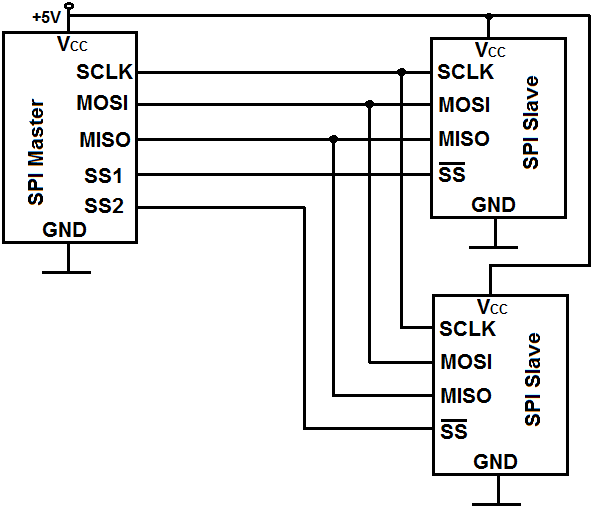 +5V
VCC
SCLK
MOSI
MISO
SS1
SS2
GND
SPI Master
VCC
SCLK
MOSI
MISO
SS
GND
SPI Slave
VCC
SCLK
MOSI
MISO
SS
GND
SPI Slave